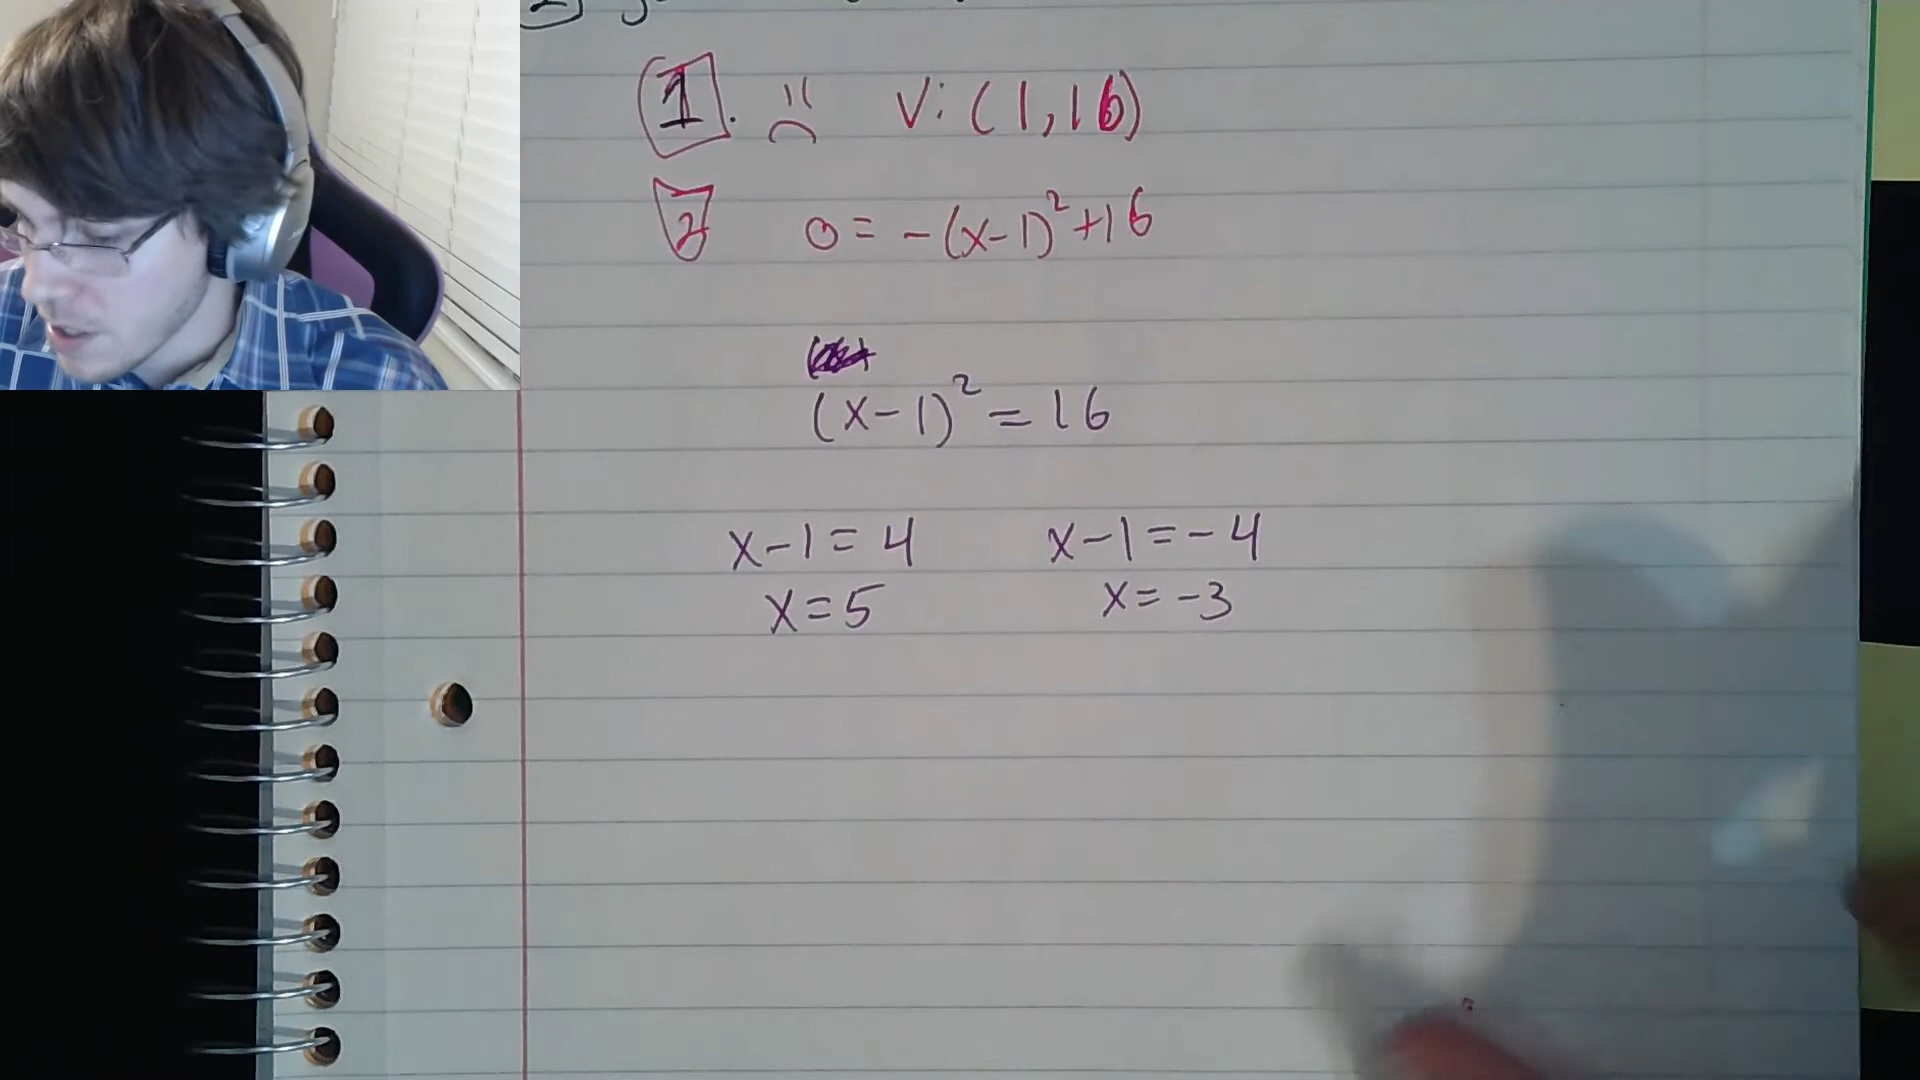 1. V: (1,16)
2 0 = -(x-1)² +16
(x-1)² = 16
x-1 = 4 x-1 = -4
x = 5 x = -3